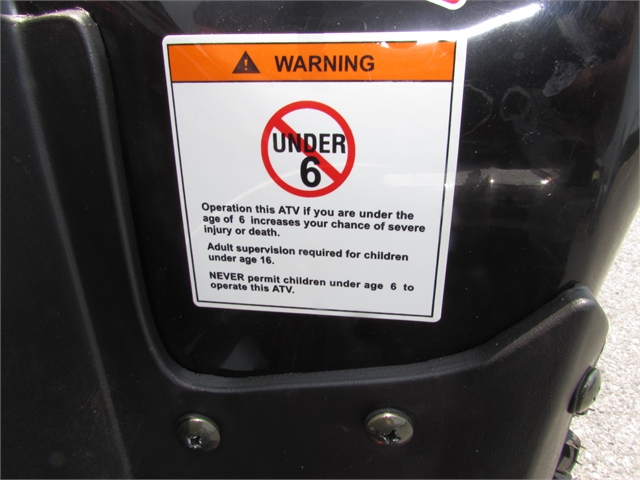 WARNING
UNDER
6
Operation this ATV if you are under the
age of 6 increases your chance of severe
injury or death.
Adult supervision required for children
under age 16.
NEVER permit children under age 6 to
operate this ATV.